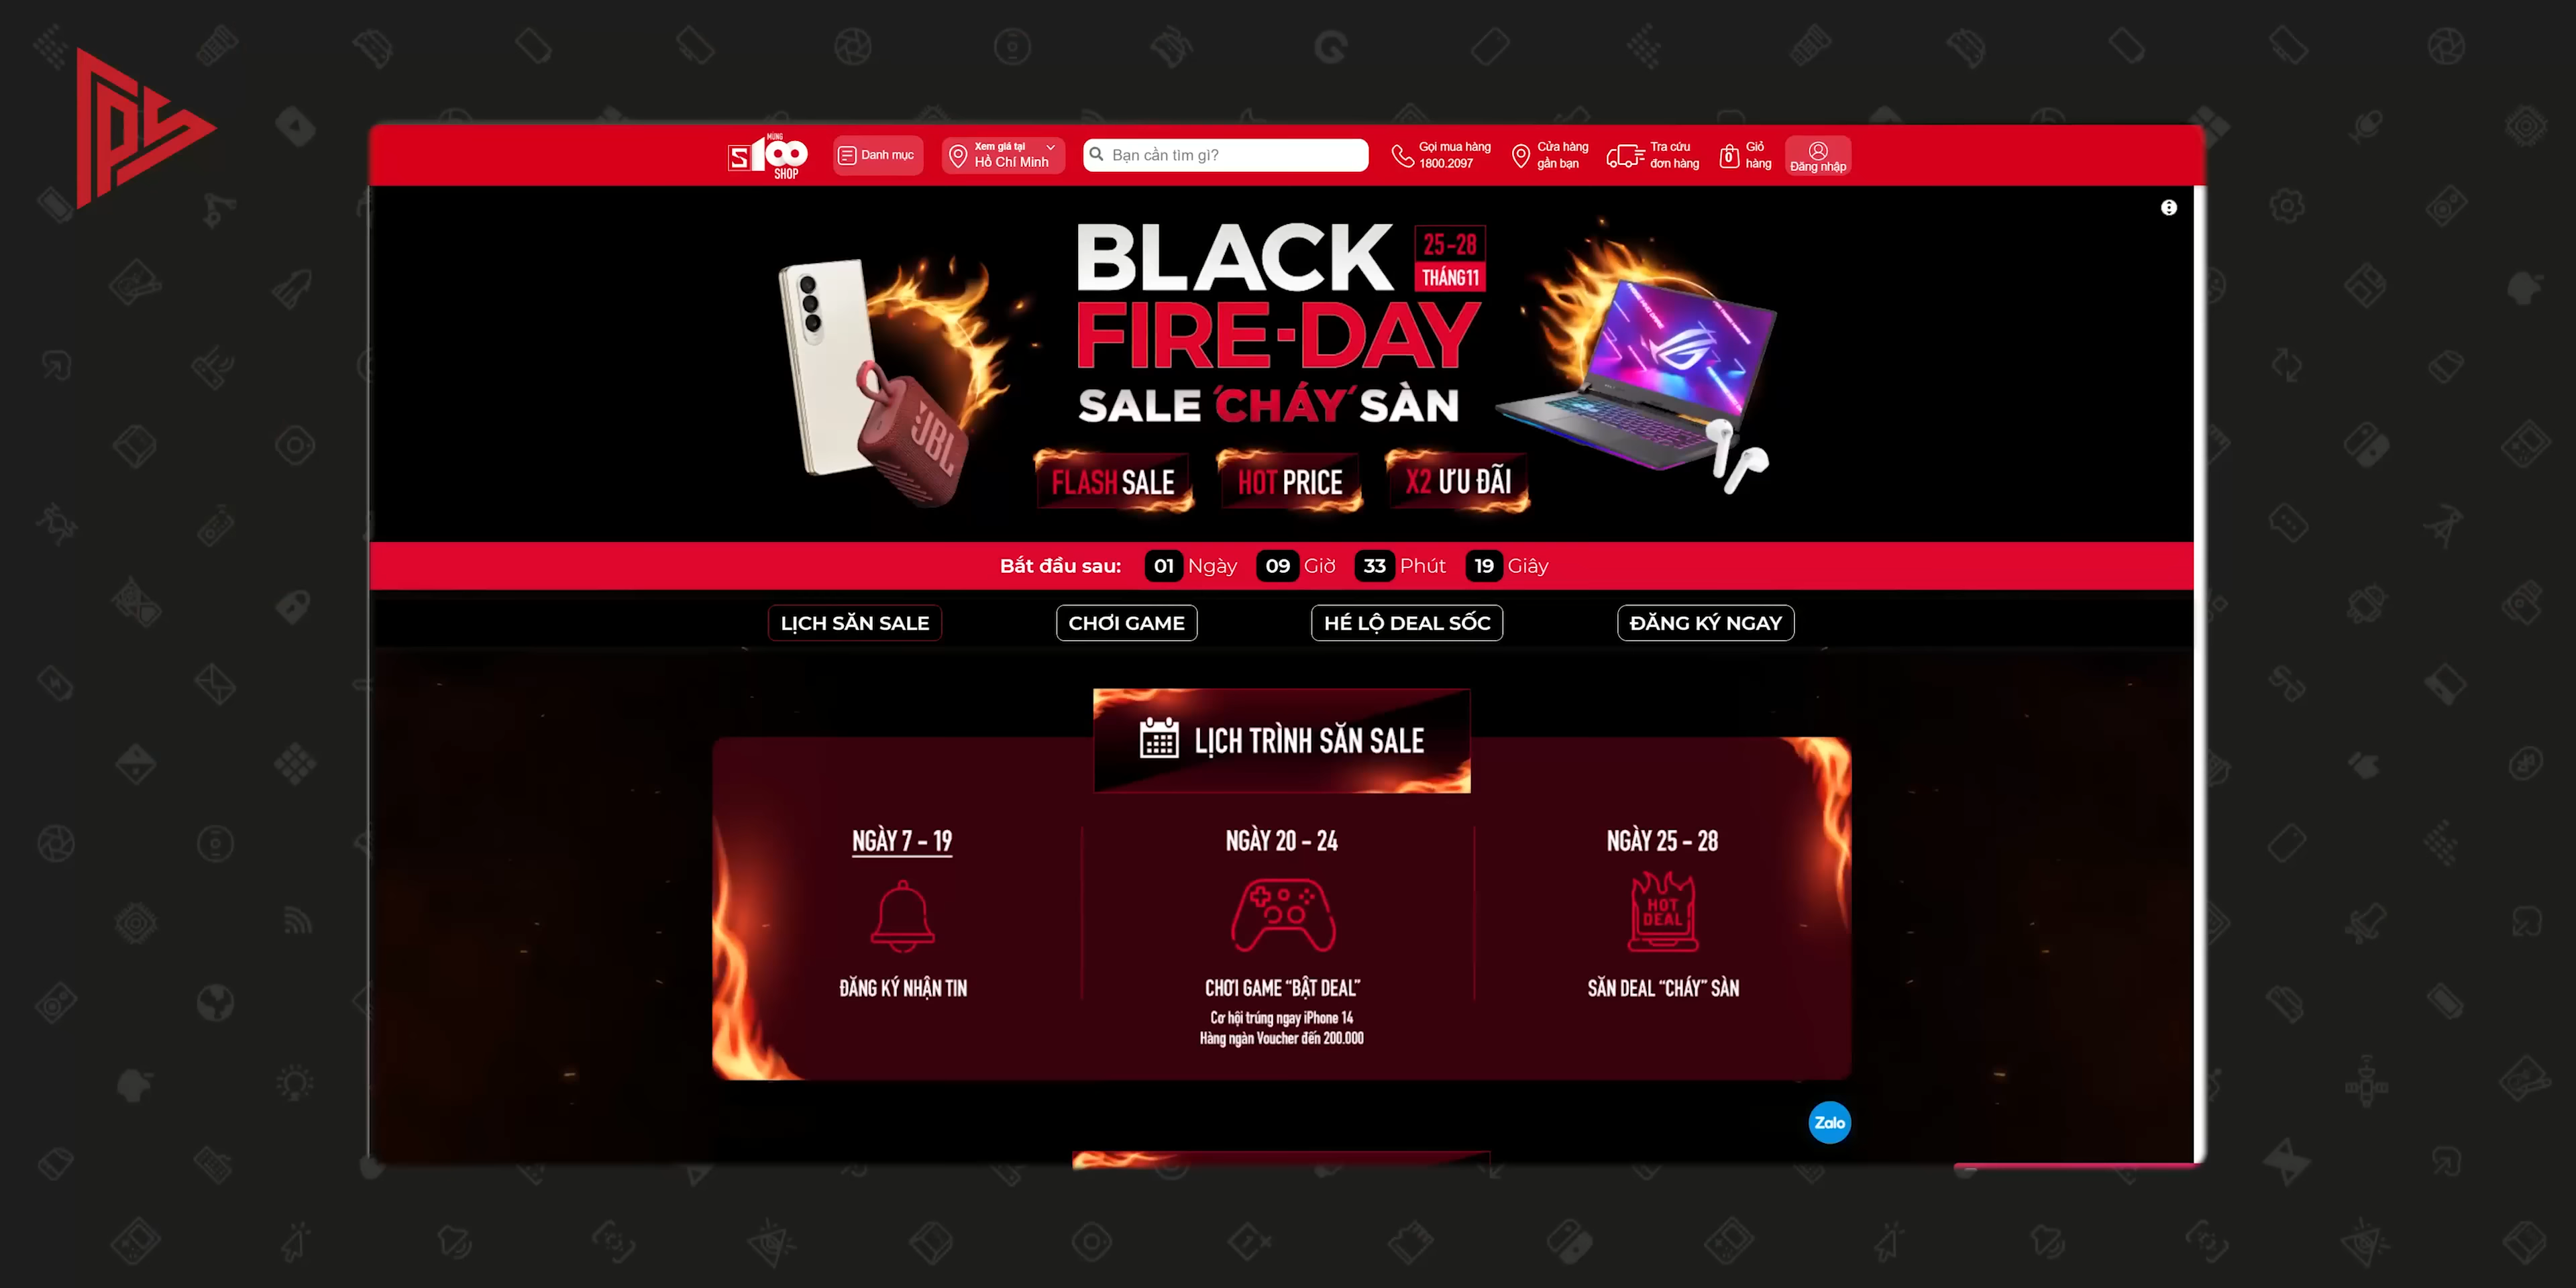 MỪNG
S 100
SHOP
Danh mục
Xem giá tại
Hồ Chí Minh
Bạn cần tìm gì?
Gọi mua hàng
1800.2097
Cửa hàng
gần bạn
Tra cứu
đơn hàng
0
Giỏ
hàng
Đăng nhập
BLACK
25-28
THÁNG 11
FIRE-DAY
SALE 'CHÁY' SÀN
JBL
FLASH SALE
HOT PRICE
X2 ƯU ĐÃI
Bắt đầu sau: 01 Ngày 09 Giờ 33 Phút 19 Giây
LỊCH SĂN SALE
CHƠI GAME
HÉ LỘ DEAL SỐC
ĐĂNG KÝ NGAY
LỊCH TRÌNH SĂN SALE
NGÀY 7 - 19
ĐĂNG KÝ NHẬN TIN
NGÀY 20 - 24
CHƠI GAME "BẬT DEAL"
Cơ hội trúng ngay iPhone 14
Hàng ngàn Voucher đến 200.000
NGÀY 25 - 28
HOT
DEAL
SĂN DEAL "CHÁY" SÀN
Zalo